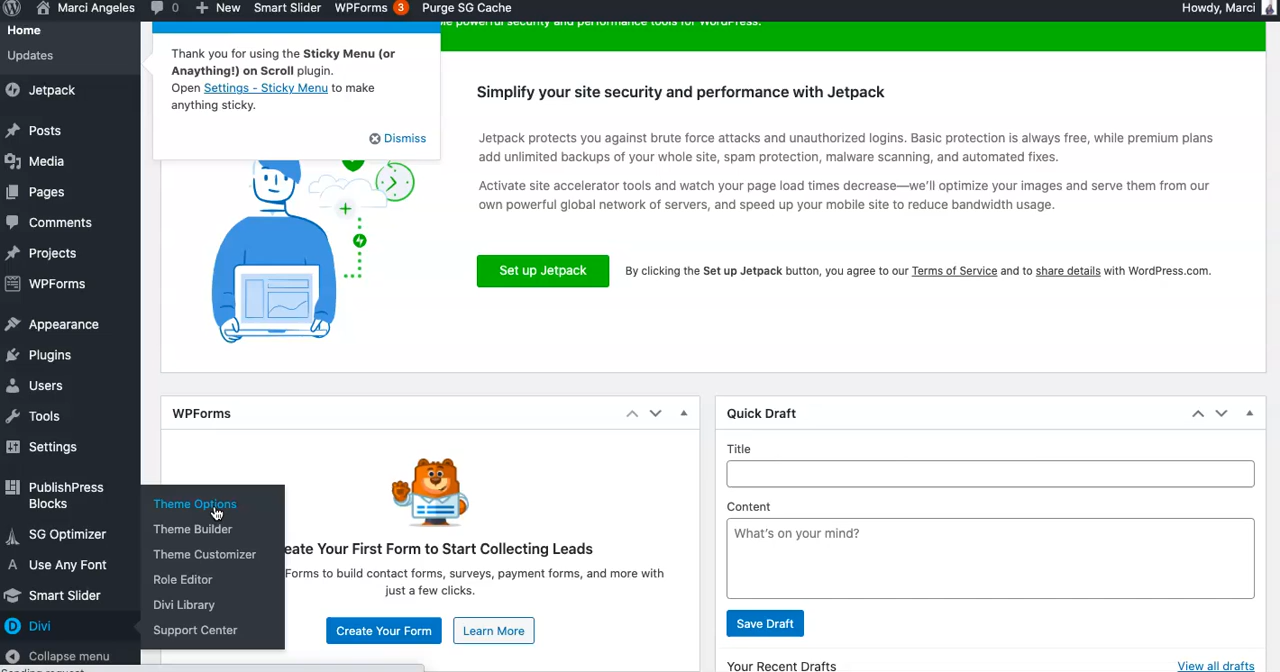 Marci Angeles
0
New
Smart Slider
WPForms 3
Purge SG Cache
Howdy, Marci
Home
Updates
Jetpack
Posts
Media
Pages
Comments
Projects
WPForms
Appearance
Plugins
Users
Tools
Settings
PublishPress
Blocks
SG Optimizer
Use Any Font
Smart Slider
Divi
Collapse menu
Thank you for using the Sticky Menu (or
Anaything!) on Scroll plugin.
Open Settings - Sticky Menu to make
anything sticky.
Dismiss
powerful security and performance tools for WordPress.
Simplify your site security and performance with Jetpack
Jetpack protects you against brute force attacks and unauthorized logins. Basic protection is always free, while premium plans
add unlimited backups of your whole site, spam protection, malware scanning, and automated fixes.
Activate site accelerator tools and watch your page load times decrease—we'll optimize your images and serve them from our
own powerful global network of servers, and speed up your mobile site to reduce bandwidth usage.
Set up Jetpack
By clicking the Set up Jetpack button, you agree to our Terms of Service and to share details with WordPress.com.
Theme Options
Theme Builder
Theme Customizer
Role Editor
Divi Library
Support Center
WPForms
eate Your First Form to Start Collecting Leads
Forms to build contact forms, surveys, payment forms, and more with
just a few clicks.
Create Your Form
Learn More
Quick Draft
Title
Content
What's on your mind?
Save Draft
Your Recent Drafts
View all drafts